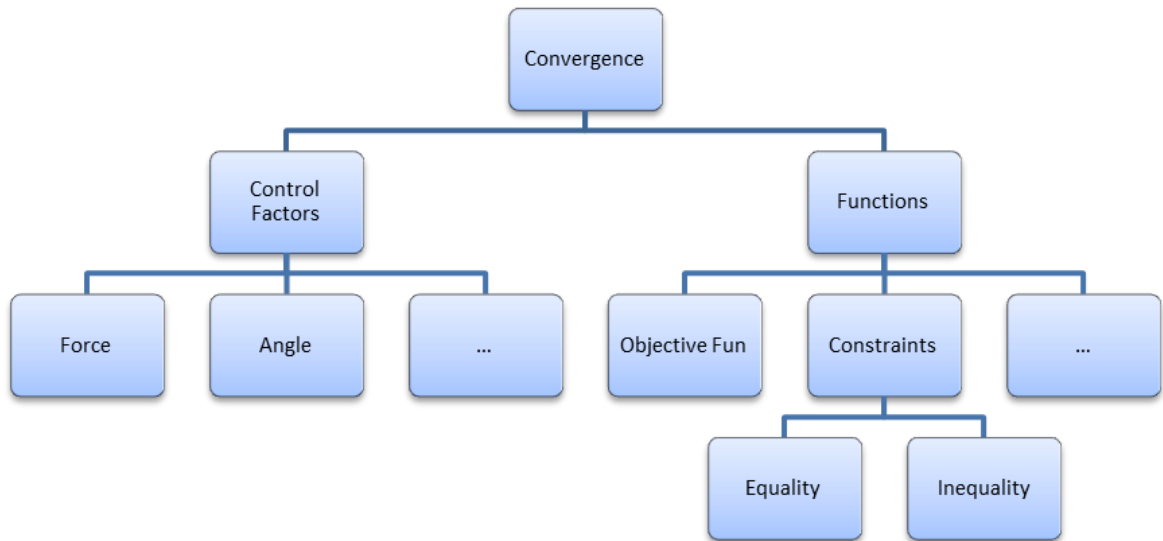 Convergence
Control
Factors
Functions
Force
Angle
...
Objective Fun
Constraints
...
Equality
Inequality